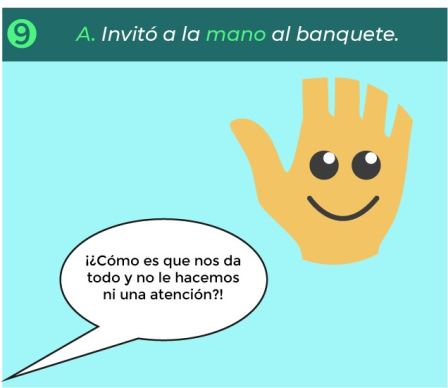 9 A. Invitó a la mano al banquete.
¡¿Cómo es que nos da
todo y no le hacemos
ni una atención?!